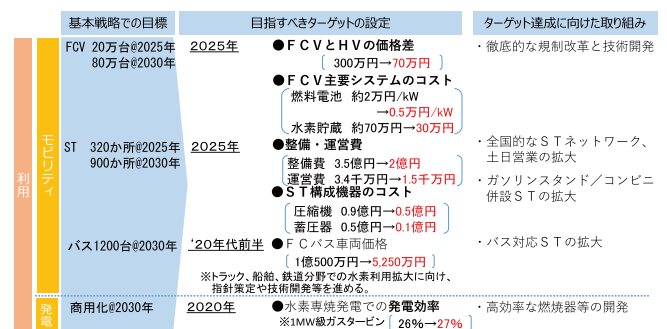 基本戦略での目標
目指すべきターゲットの設定
ターゲット達成に向けた取り組み
利用
モビリティ
FCV 20万台@2025年
80万台@2030年
2025年
●ＦＣＶとＨＶの価格差
300万円→70万円
●ＦＣＶ主要システムのコスト
燃料電池 約2万円/kW
→0.5万円/kW
水素貯蔵 約70万円→30万円
・徹底的な規制改革と技術開発
ST 320か所@2025年
900か所@2030年
2025年
●整備・運営費
整備費 3.5億円→2億円
運営費 3.4千万円→1.5千万円
●ＳＴ構成機器のコスト
圧縮機 0.9億円→0.5億円
蓄圧器 0.5億円→0.1億円
・全国的なＳＴネットワーク、
土日営業の拡大
・ガソリンスタンド／コンビニ
併設ＳＴの拡大
バス1200台@2030年
‘20年代前半
●ＦＣバス車両価格
1億500万円→5,250万円
※トラック、船舶、鉄道分野での水素利用拡大に向け、
指針策定や技術開発等を進める。
・バス対応ＳＴの拡大
発電
商用化@2030年
2020年
●水素専焼発電での発電効率
※1MW級ガスタービン
26%→27%
・高効率な燃焼器等の開発